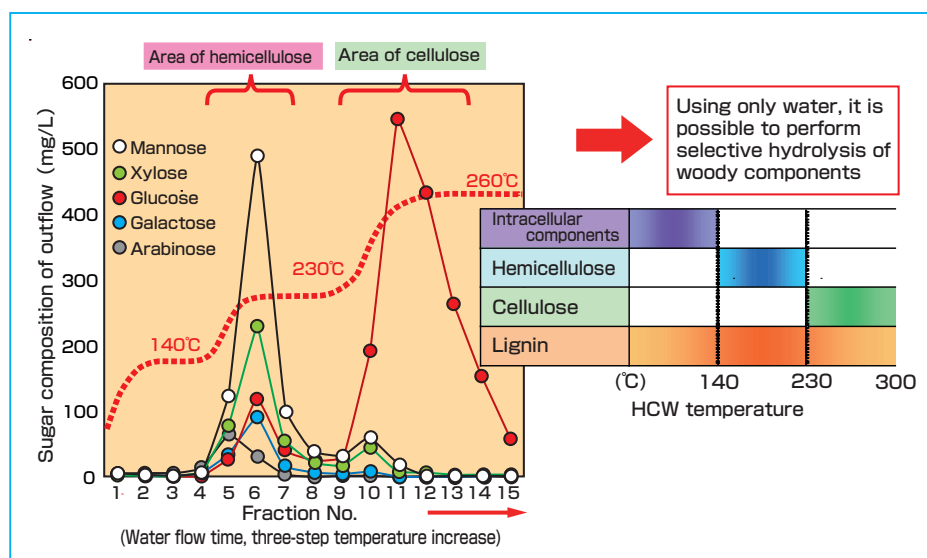 Area of hemicellulose
Area of cellulose
600
500
400
300
200
100
0
Sugar composition of outflow (mg/L)
Mannose
Xylose
Glucose
Galactose
Arabinose
140℃
230℃
260℃
1 2 3 4 5 6 7 8 9 10 11 12 13 14 15
Fraction No.
(Water flow time, three-step temperature increase)
Using only water, it is
possible to perform
selective hydrolysis of
woody components
Intracellular
components
Hemicellulose
Cellulose
Lignin
(℃) 140 230 300
HCW temperature